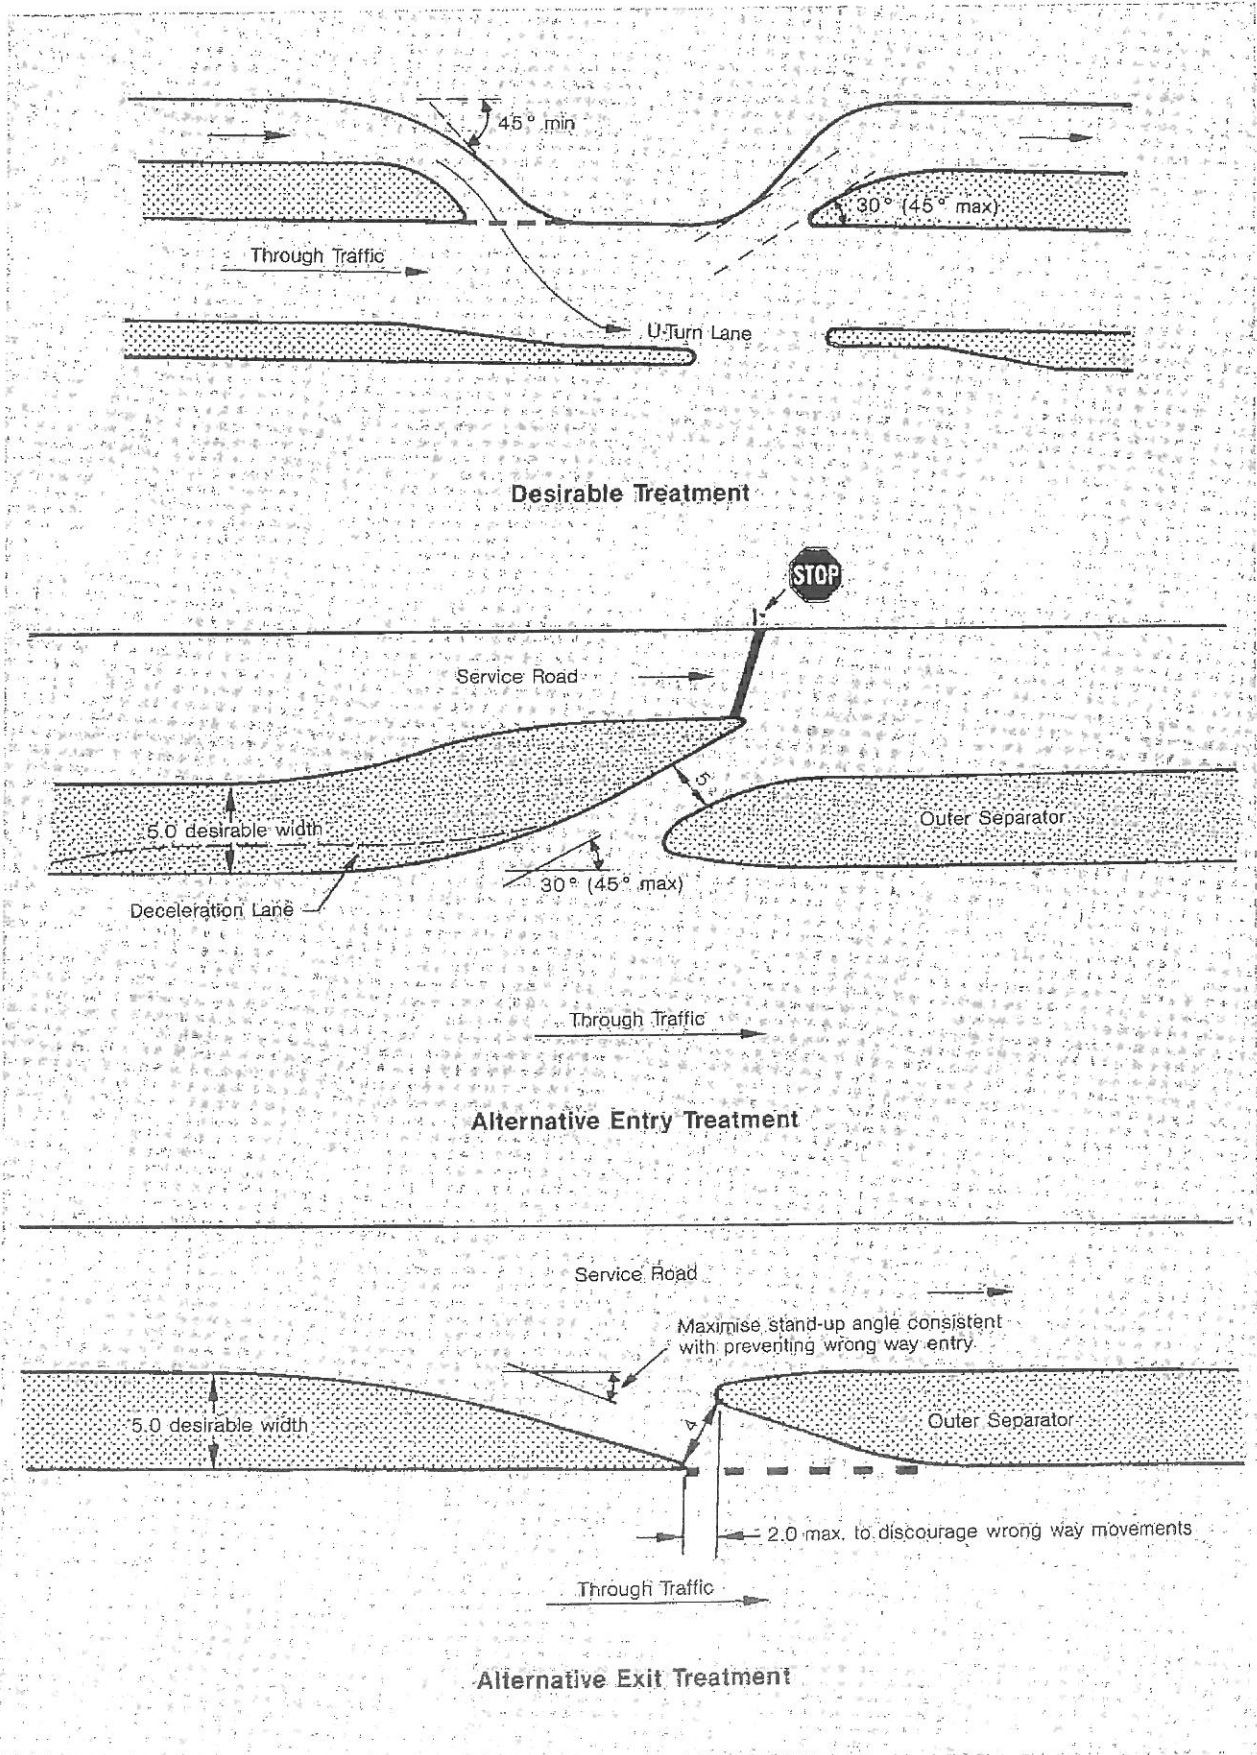 45° min
30° (45° max)
Through Traffic
U-Turn Lane
Desirable Treatment
STOP
Service Road
5
5.0 desirable width
Outer Separator
30° (45° max)
Deceleration Lane
Through Traffic
Alternative Entry Treatment
Service Road
Maximise stand-up angle consistent
with preventing wrong way entry.
4
5.0 desirable width
Outer Separator
2.0 max. to discourage wrong way movements
Through Traffic
Alternative Exit Treatment